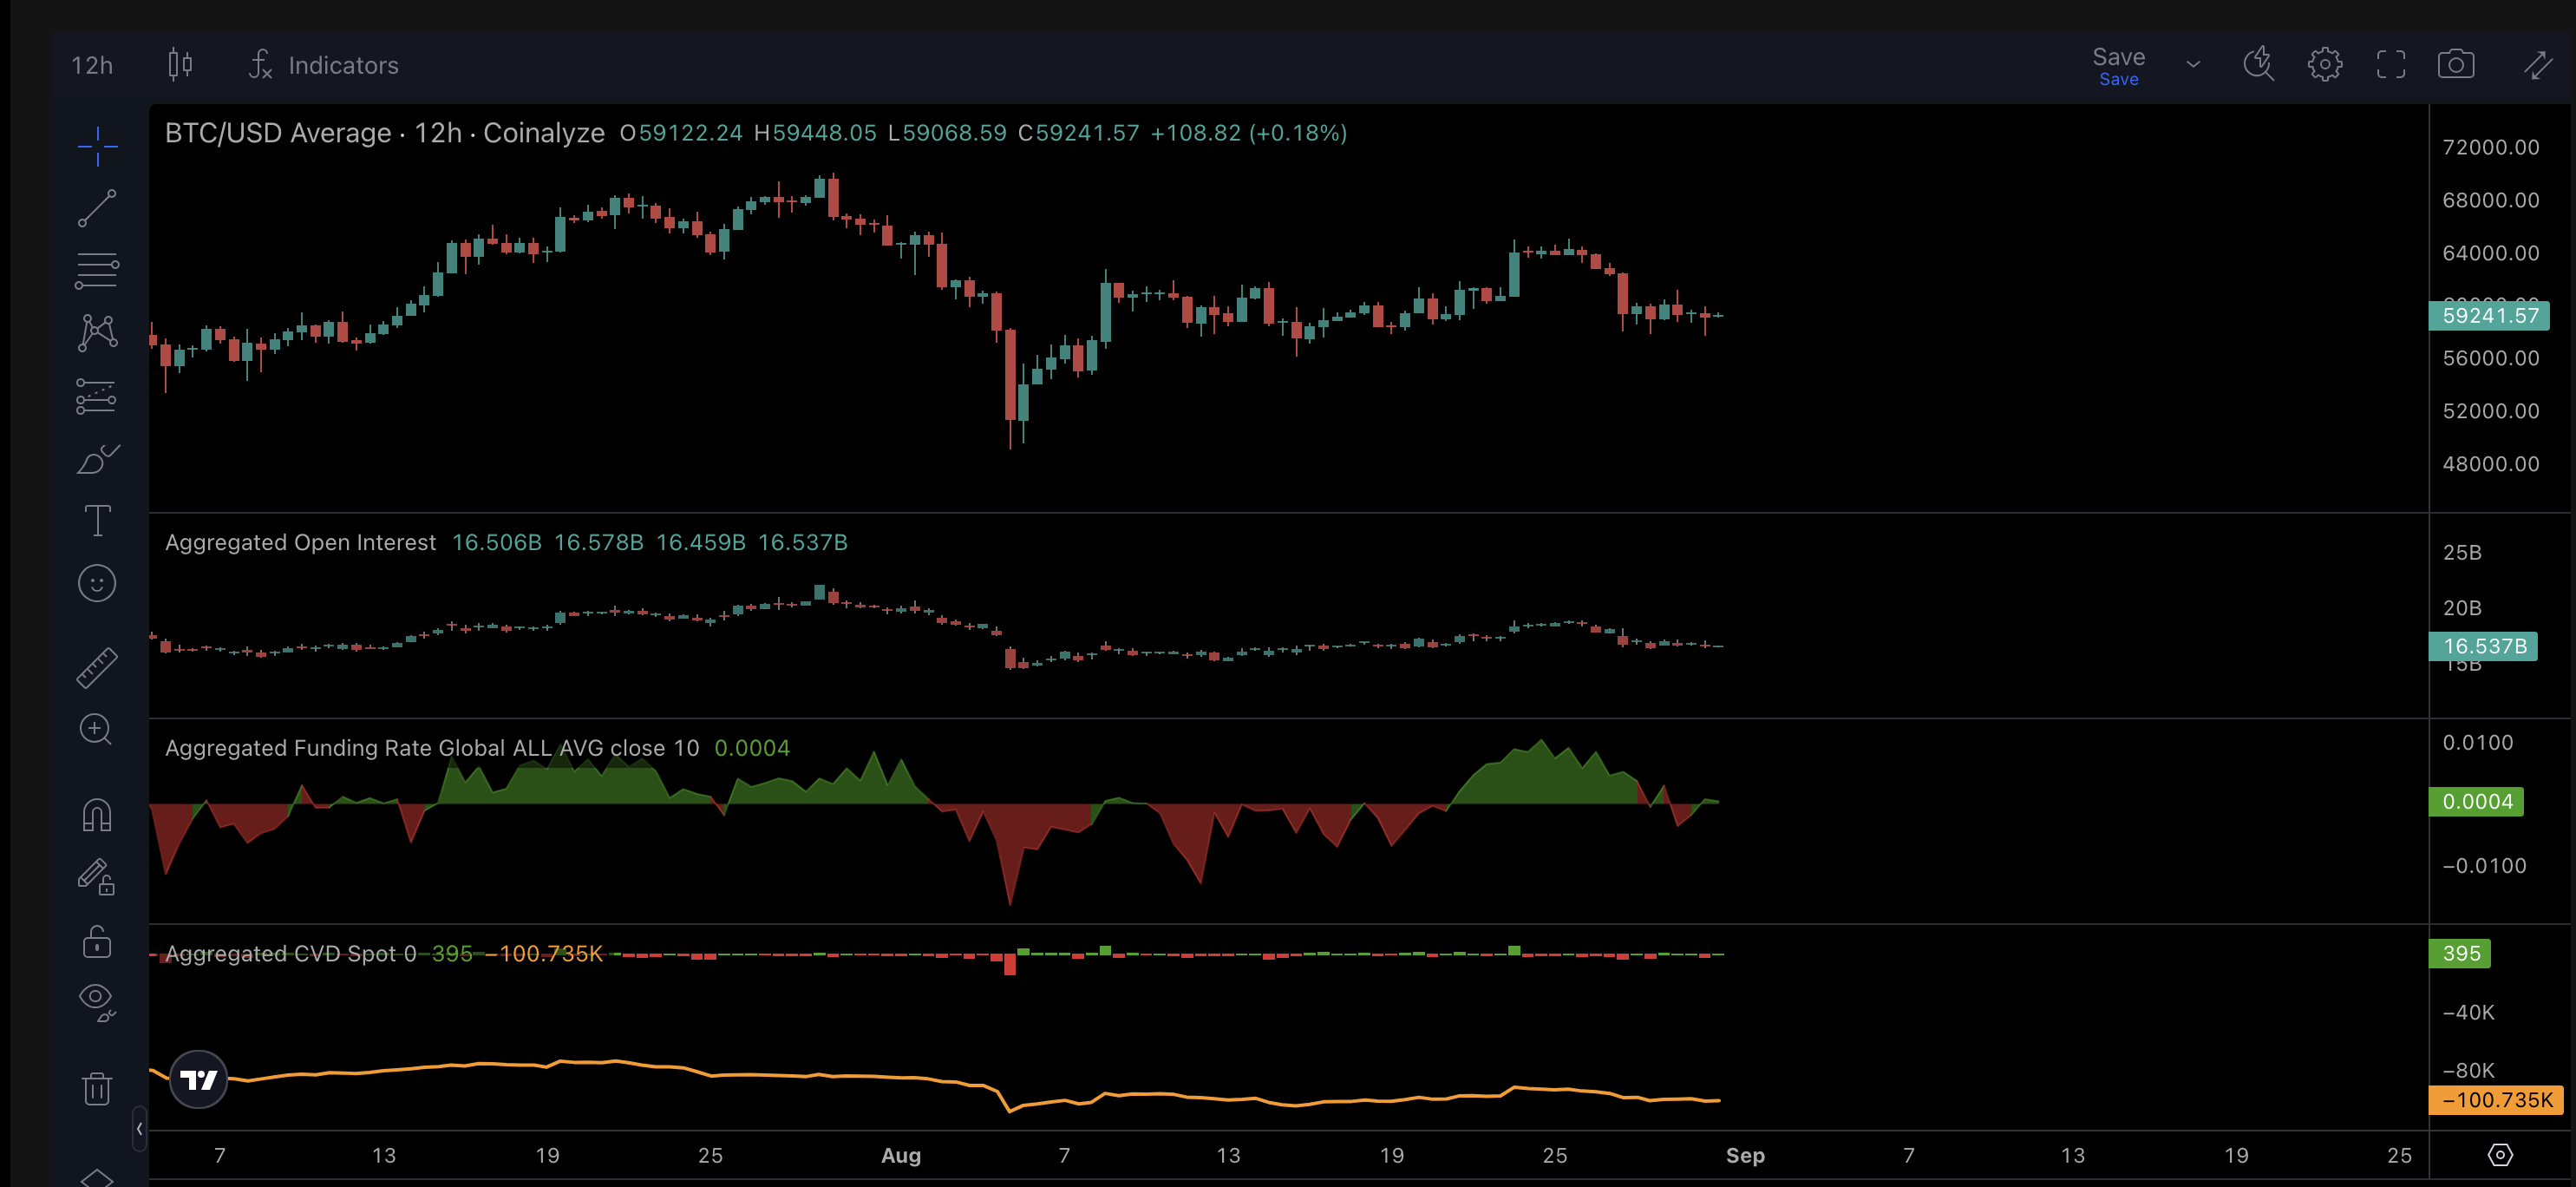 12h Indicators Save
Save
BTC/USD Average · 12h · Coinalyze O59122.24 H59448.05 L59068.59 C59241.57 +108.82 (+0.18%)
72000.00
68000.00
64000.00
59241.57
56000.00
52000.00
48000.00
Aggregated Open Interest 16.506B 16.578B 16.459B 16.537B
25B
20B
16.537B
15B
Aggregated Funding Rate Global ALL AVG close 10 0.0004
0.0100
0.0004
−0.0100
Aggregated CVD Spot 0 395 −100.735K
395
−40K
−80K
−100.735K
7 13 19 25 Aug 7 13 19 25 Sep 7 13 19 25